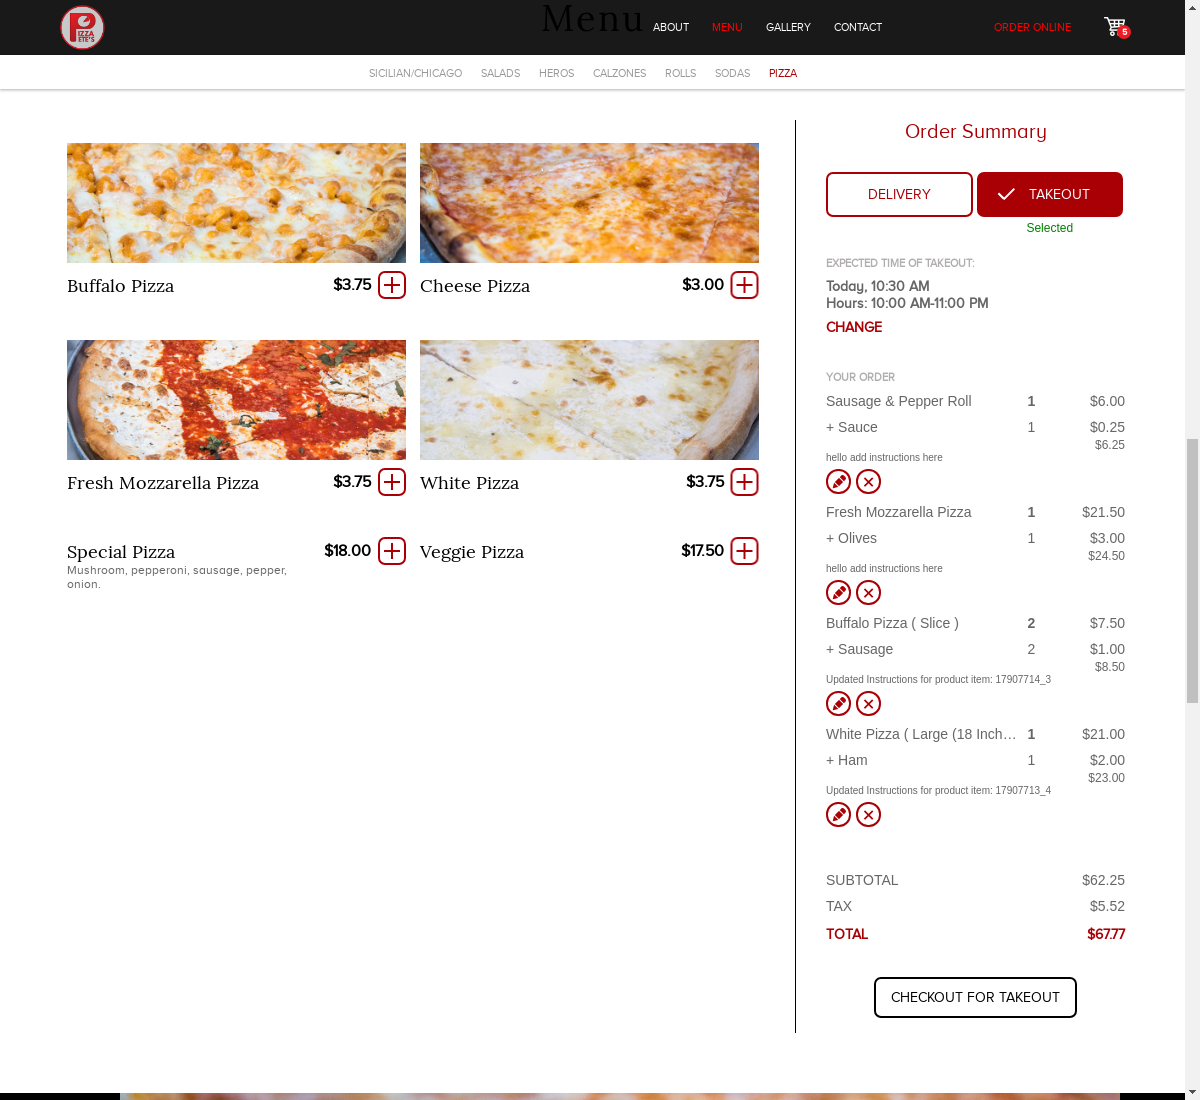 PIZZA
ETE'S
Menu
ABOUT
MENU
GALLERY
CONTACT
ORDER ONLINE
5
SICILIAN/CHICAGO
SALADS
HEROS
CALZONES
ROLLS
SODAS
PIZZA
Buffalo Pizza
$3.75
Cheese Pizza
$3.00
Fresh Mozzarella Pizza
$3.75
White Pizza
$3.75
Special Pizza
$18.00
Mushroom, pepperoni, sausage, pepper,
onion.
Veggie Pizza
$17.50
Order Summary
DELIVERY
TAKEOUT
Selected
EXPECTED TIME OF TAKEOUT:
Today, 10:30 AM
Hours: 10:00 AM-11:00 PM
CHANGE
YOUR ORDER
Sausage & Pepper Roll 1 $6.00
+ Sauce 1 $0.25
$6.25
hello add instructions here
Fresh Mozzarella Pizza 1 $21.50
+ Olives 1 $3.00
$24.50
hello add instructions here
Buffalo Pizza ( Slice ) 2 $7.50
+ Sausage 2 $1.00
$8.50
Updated Instructions for product item: 17907714_3
White Pizza ( Large (18 Inch… 1 $21.00
+ Ham 1 $2.00
$23.00
Updated Instructions for product item: 17907713_4
SUBTOTAL $62.25
TAX $5.52
TOTAL $67.77
CHECKOUT FOR TAKEOUT